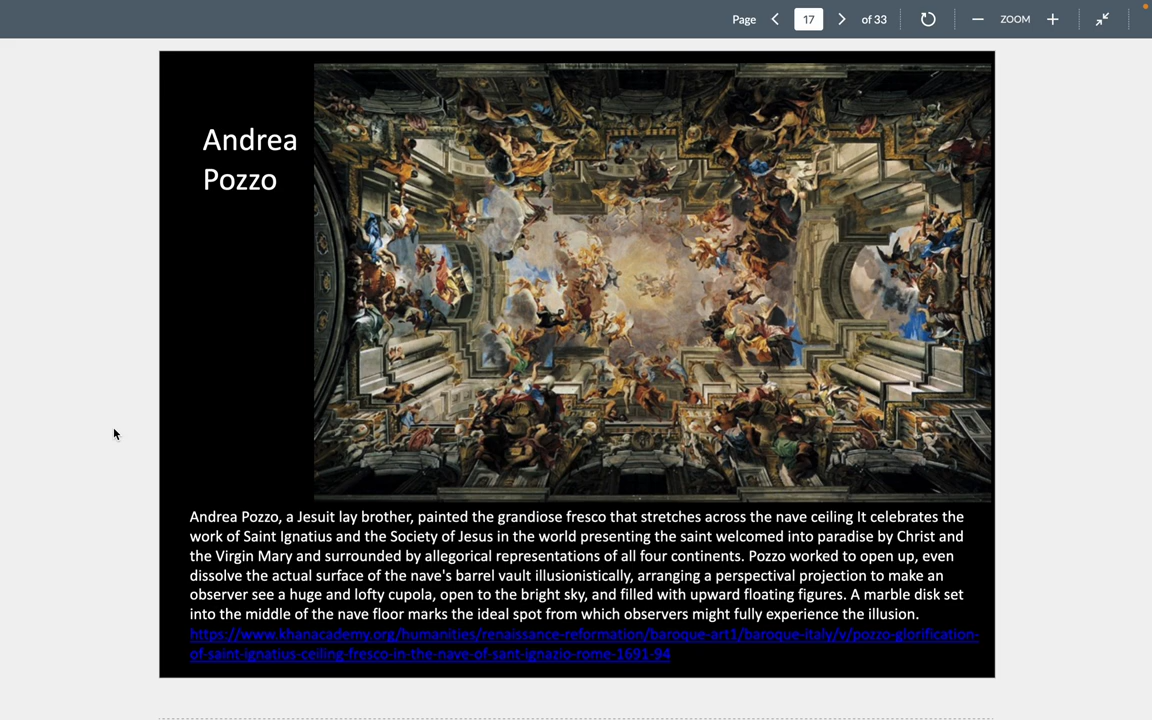 Page 17 of 33 ZOOM
Andrea
Pozzo
Andrea Pozzo, a Jesuit lay brother, painted the grandiose fresco that stretches across the nave ceiling It celebrates the
work of Saint Ignatius and the Society of Jesus in the world presenting the saint welcomed into paradise by Christ and
the Virgin Mary and surrounded by allegorical representations of all four continents. Pozzo worked to open up, even
dissolve the actual surface of the nave's barrel vault illusionistically, arranging a perspectival projection to make an
observer see a huge and lofty cupola, open to the bright sky, and filled with upward floating figures. A marble disk set
into the middle of the nave floor marks the ideal spot from which observers might fully experience the illusion.
https://www.khanacademy.org/humanities/renaissance-reformation/baroque-art1/baroque-italy/v/pozzo-glorification-
of-saint-ignatius-ceiling-fresco-in-the-nave-of-sant-ignazio-rome-1691-94